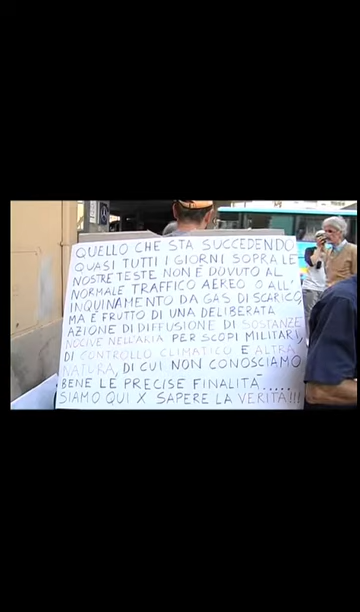 QUELLO CHE STA SUCCEDENDO
QUASI TUTTI I GIORNI SOPRA LE
NOSTRE TESTE NON È DOVUTO AL
NORMALE TRAFFICO AEREO O ALL'
INQUINAMENTO DA GAS DI SCARICO,
MA È FRUTTO DI UNA DELIBERATA
AZIONE DI DIFFUSIONE DI SOSTANZE
NOCIVE NELL'ARIA PER SCOPI MILITARI,
DI CONTROLLO CLIMATICO E ALTRA
NATURA, DI CUI NON CONOSCIAMO
BENE LE PRECISE FINALITÀ.....
SIAMO QUI X SAPERE LA VERITÀ!!!